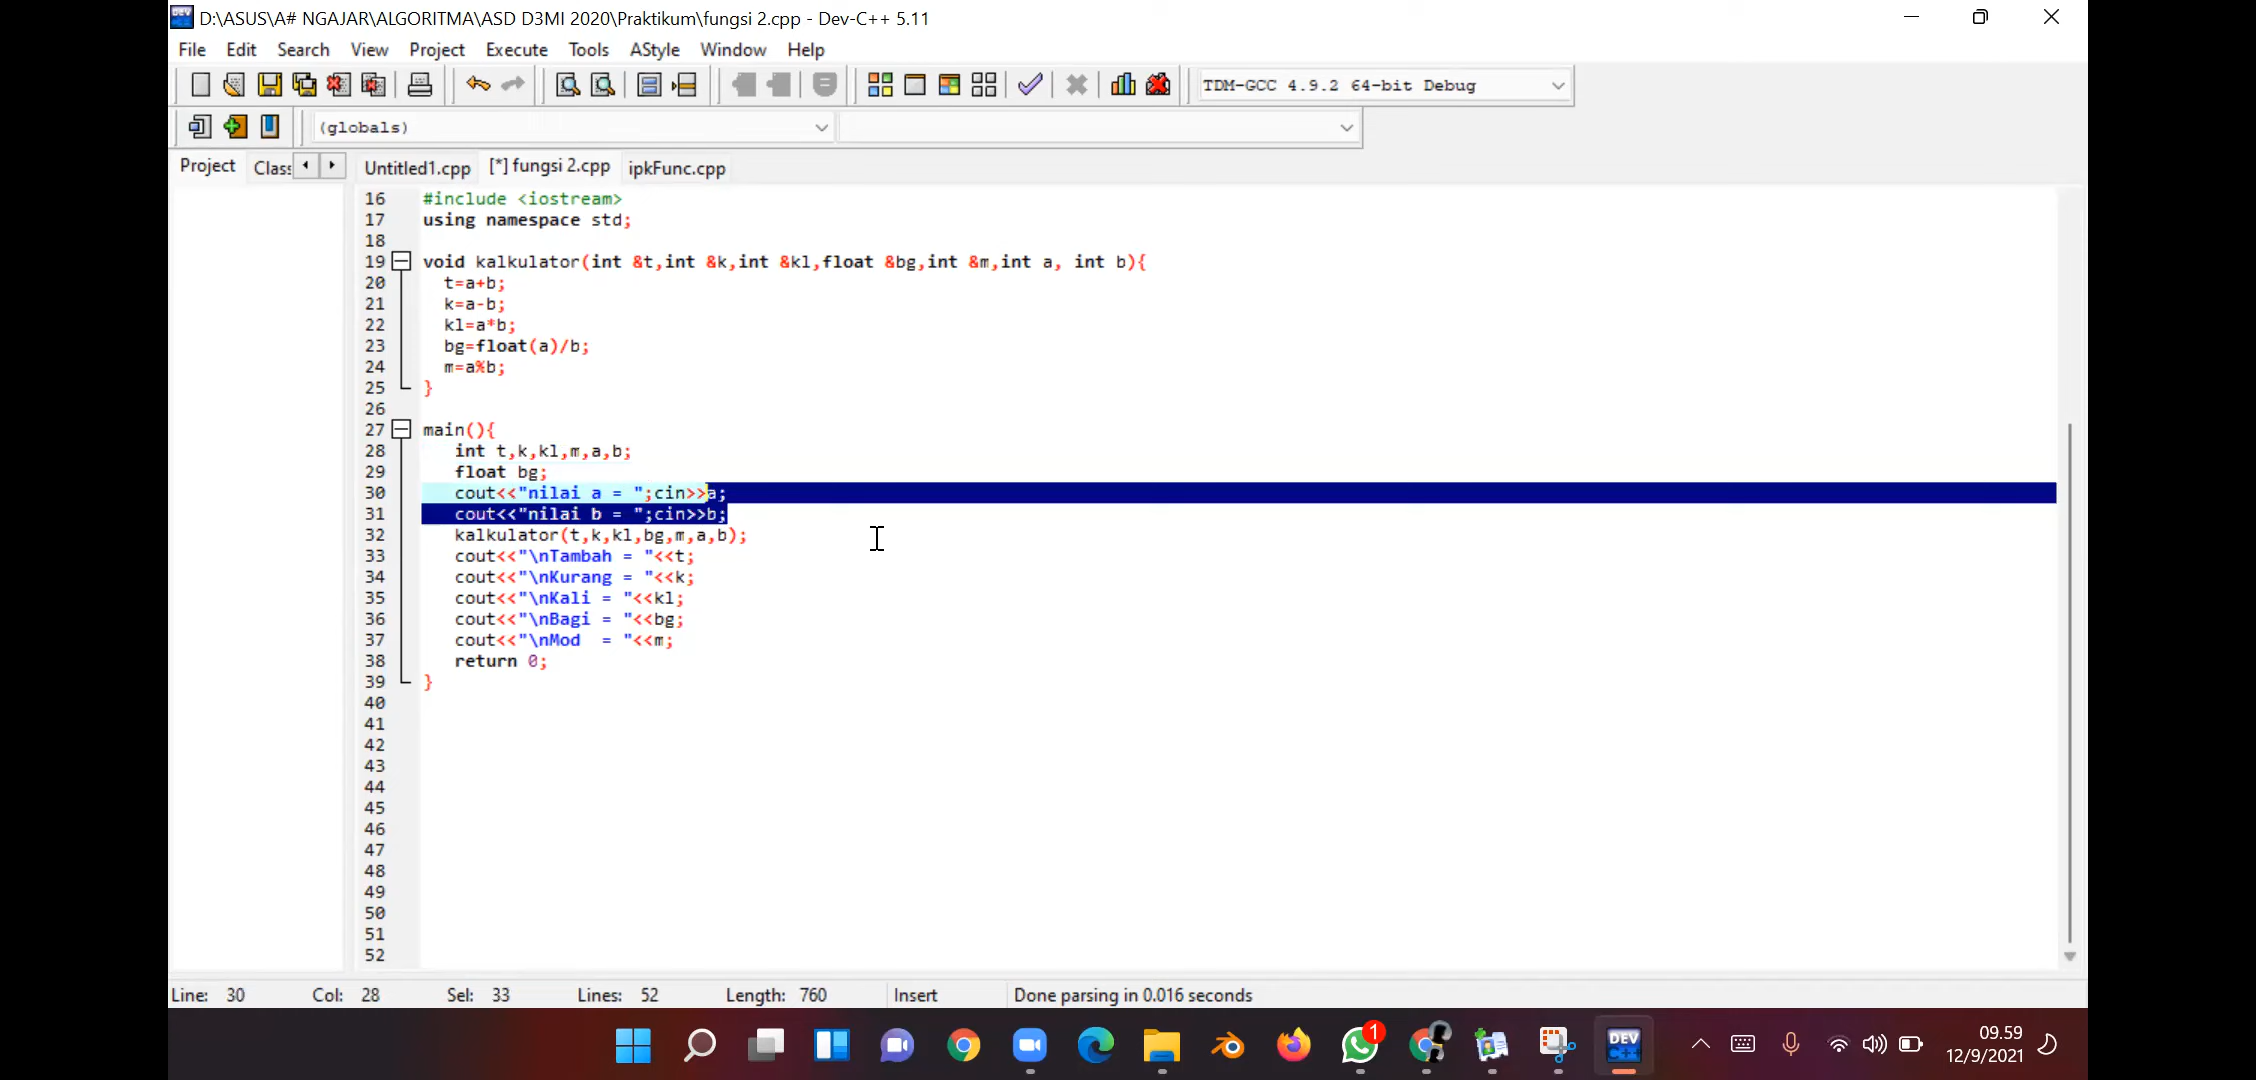 D:\ASUS\A# NGAJAR\ALGORITMA\ASD D3MI 2020\Praktikum\fungsi 2.cpp - Dev-C++ 5.11
File Edit Search View Project Execute Tools AStyle Window Help
TDM-GCC 4.9.2 64-bit Debug
(globals)
Project Clas Untitled1.cpp [*] fungsi 2.cpp ipkFunc.cpp
16 #include <iostream>
17 using namespace std;
18
19 void kalkulator(int &t,int &k,int &kl,float &bg,int &m,int a, int b){
20 t=a+b;
21 k=a-b;
22 kl=a*b;
23 bg=float(a)/b;
24 m=a%b;
25 }
26
27 main(){
28 int t,k,kl,m,a,b;
29 float bg;
30 cout<<"nilai a = ";cin>>a;
31 cout<<"nilai b = ";cin>>b;
32 kalkulator(t,k,kl,bg,m,a,b);
33 cout<<"\nTambah = "<<t;
34 cout<<"\nKurang = "<<k;
35 cout<<"\nKali = "<<kl;
36 cout<<"\nBagi = "<<bg;
37 cout<<"\nMod  = "<<m;
38 return 0;
39 }
40
41
42
43
44
45
46
47
48
49
50
51
52
Line: 30 Col: 28 Sel: 33 Lines: 52 Length: 760 Insert Done parsing in 0.016 seconds
1
DEV C++
09.59
12/9/2021